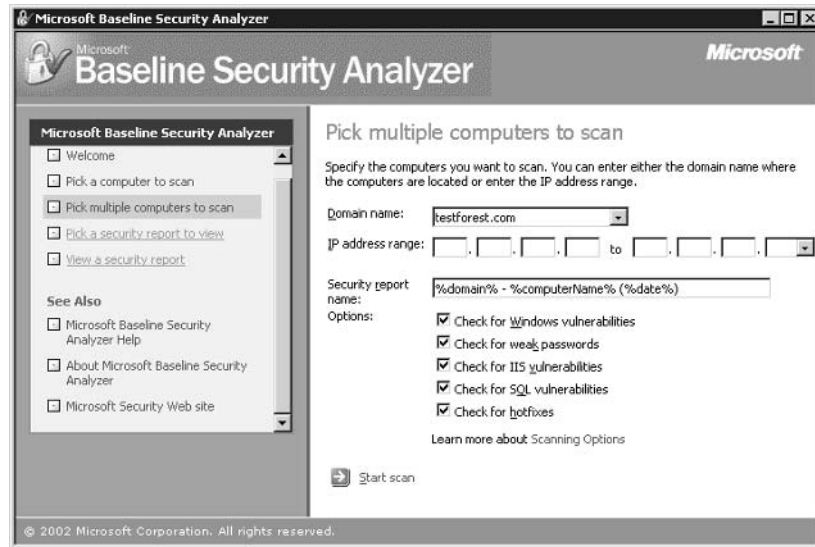 Microsoft Baseline Security Analyzer
Microsoft
Baseline Security Analyzer
Microsoft
Microsoft Baseline Security Analyzer
Welcome
Pick a computer to scan
Pick multiple computers to scan
Pick a security report to view
View a security report
See Also
Microsoft Baseline Security
Analyzer Help
About Microsoft Baseline Security
Analyzer
Microsoft Security Web site
Pick multiple computers to scan
Specify the computers you want to scan. You can enter either the domain name where
the computers are located or enter the IP address range.
Domain name: testforest.com
IP address range: . . . to . . .
Security report
name: %domain% - %computerName% (%date%)
Options:
Check for Windows vulnerabilities
Check for weak passwords
Check for IIS vulnerabilities
Check for SQL vulnerabilities
Check for hotfixes
Learn more about Scanning Options
Start scan
© 2002 Microsoft Corporation. All rights reserved.